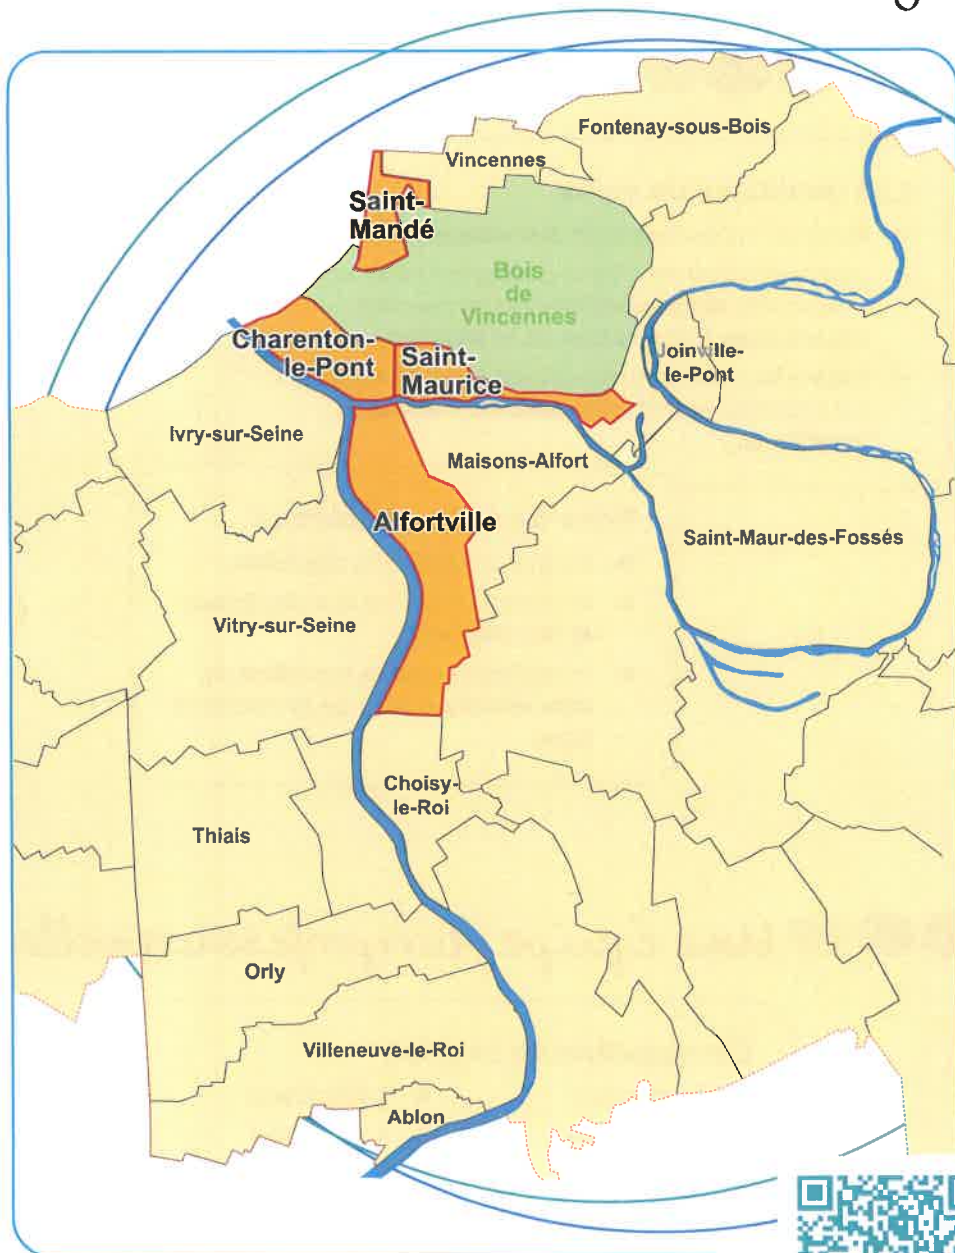 Fontenay-sous-Bois
Vincennes
Saint-
Mandé
Bois
de
Vincennes
Charenton-
le-Pont
Saint-
Maurice
Joinville-
le-Pont
Ivry-sur-Seine
Maisons-Alfort
Alfortville
Saint-Maur-des-Fossés
Vitry-sur-Seine
Choisy-
le-Roi
Thiais
Orly
Villeneuve-le-Roi
Ablon